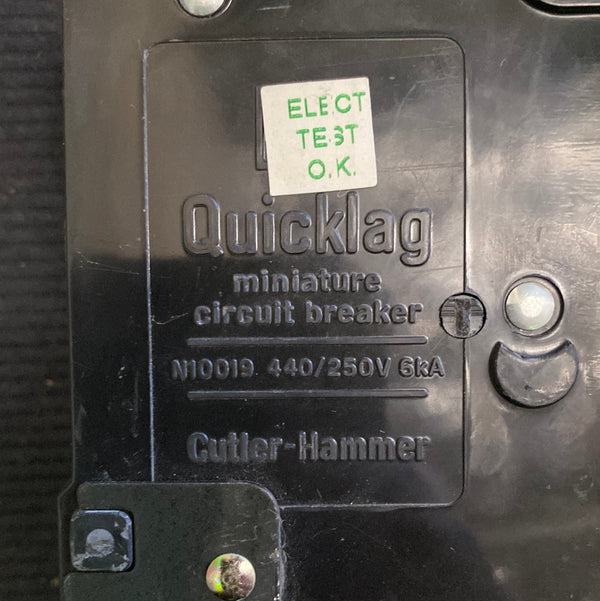 ELECT
TEST
O.K.
Quicklag
miniature
circuit breaker
N10019 440/250V 6kA
Cutler-Hammer